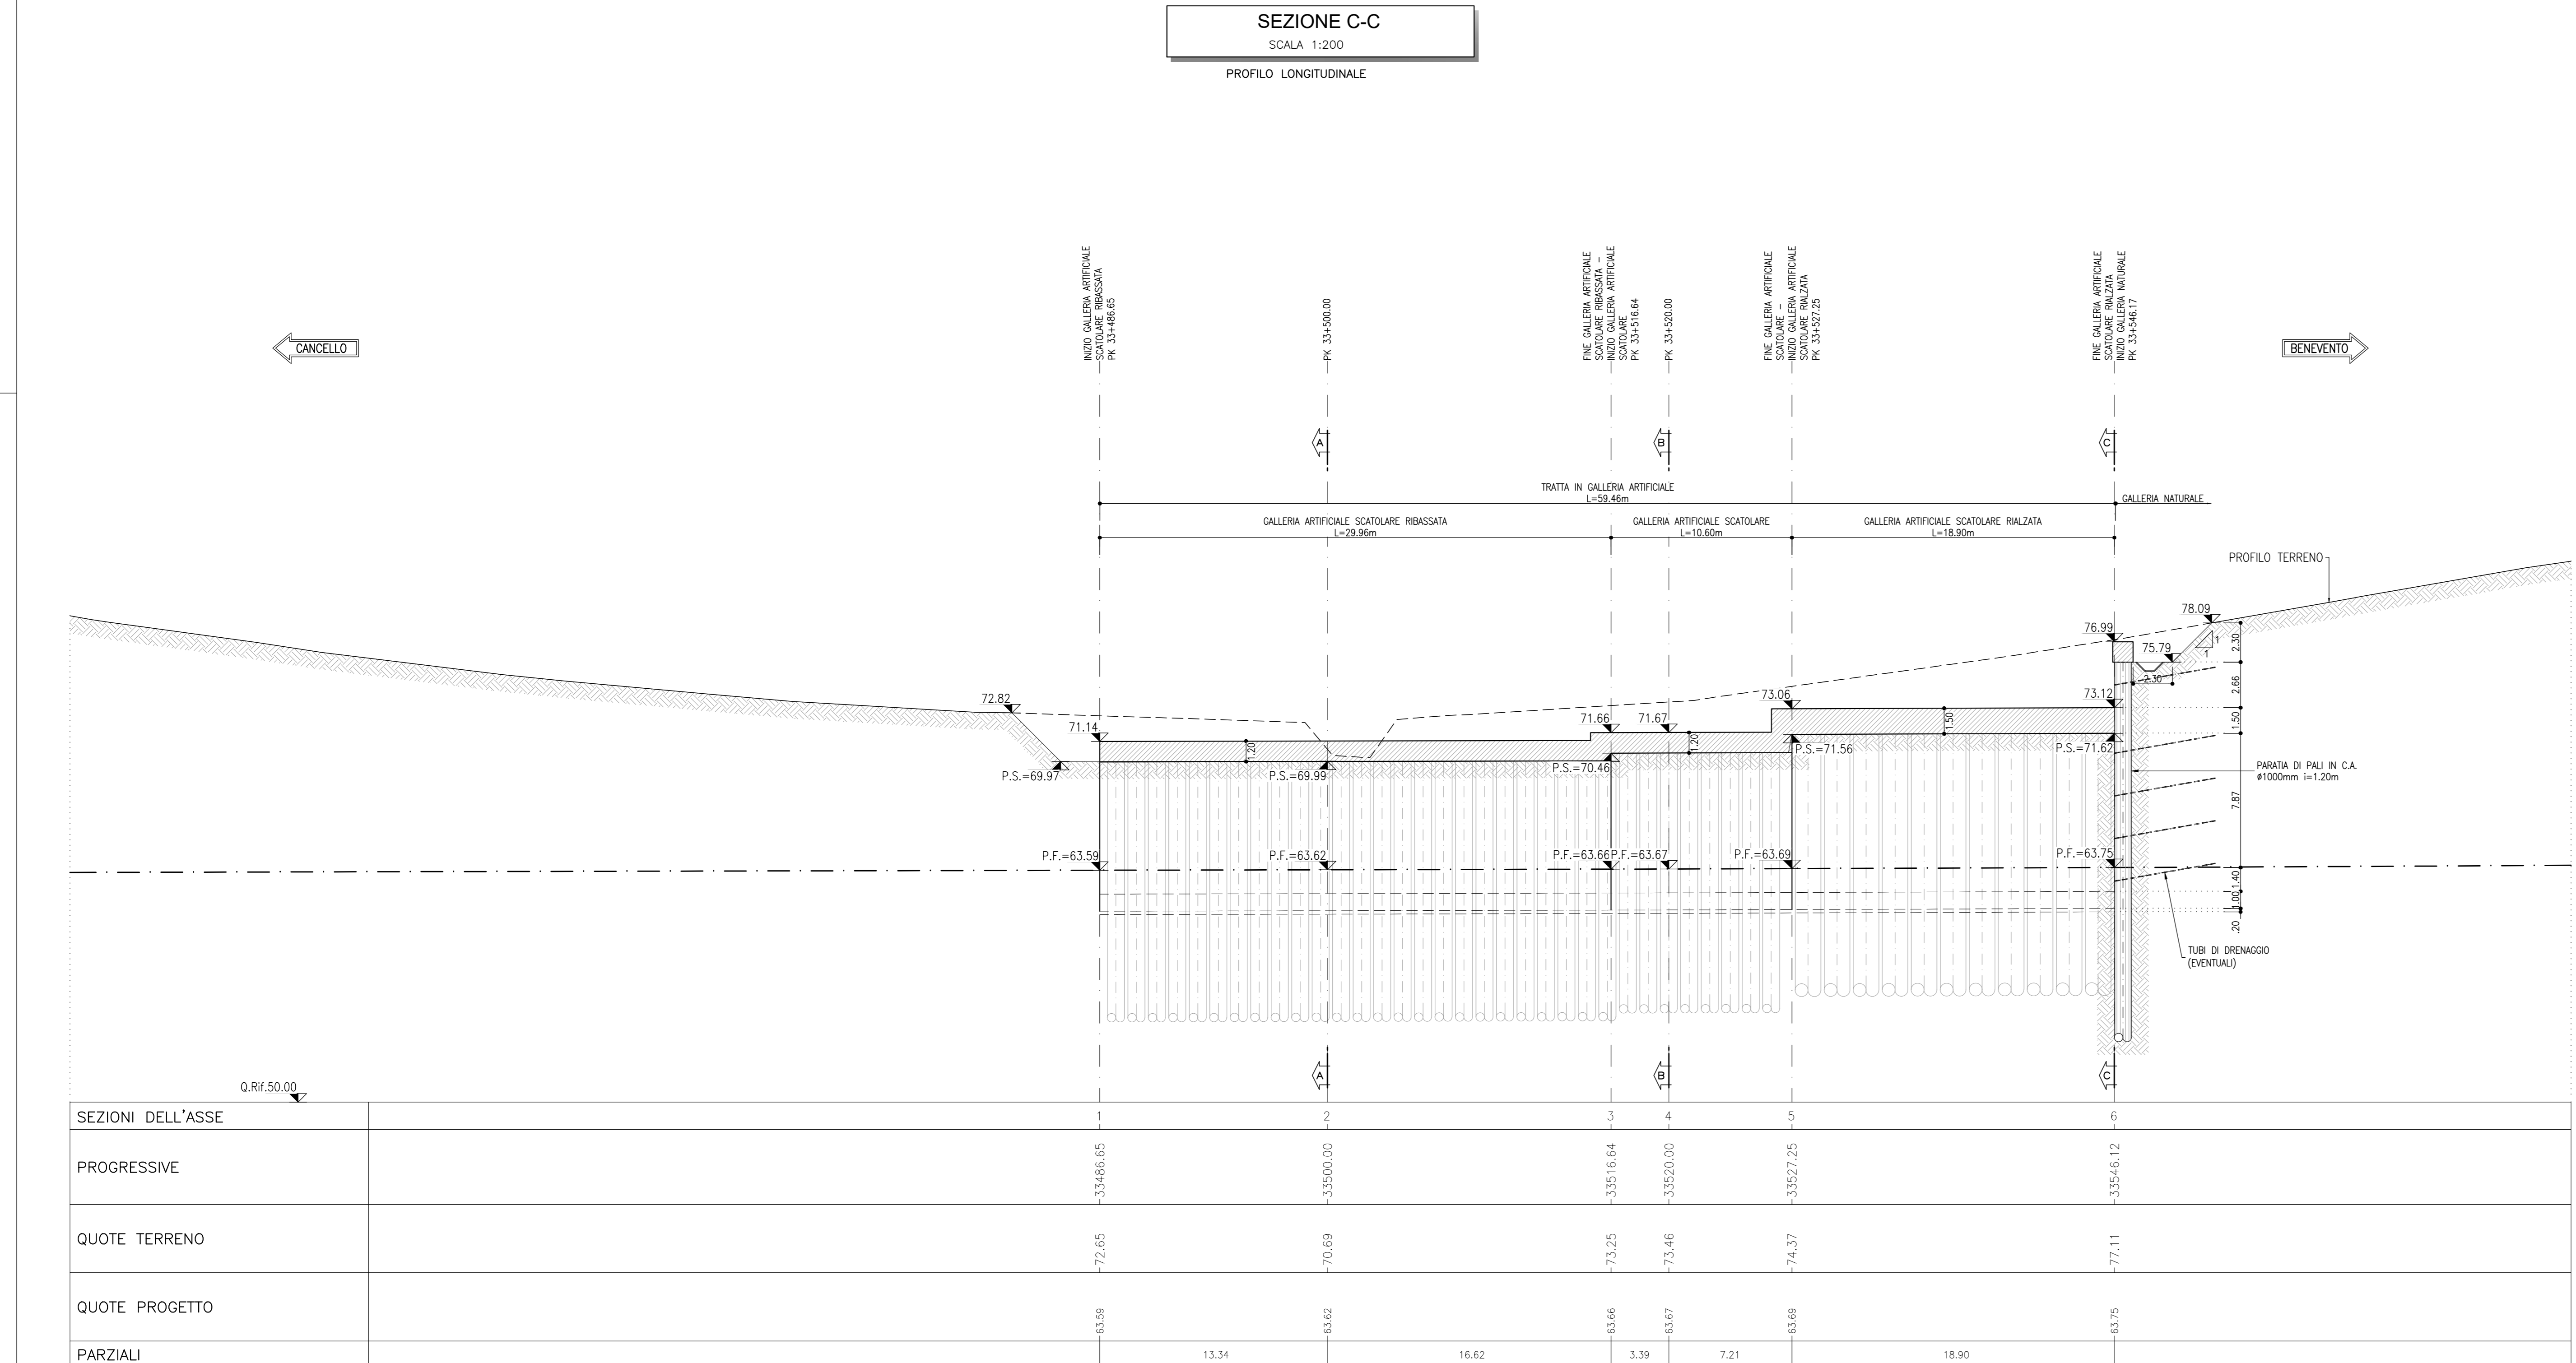 SEZIONE C-C
SCALA 1:200
PROFILO LONGITUDINALE
INIZIO GALLERIA ARTIFICIALE
SCATOLARE RIBASSATA
PK 33+486.65
PK 33+500.00
FINE GALLERIA ARTIFICIALE
SCATOLARE RIBASSATA –
INIZIO GALLERIA ARTIFICIALE
SCATOLARE
PK 33+516.64
PK 33+520.00
FINE GALLERIA ARTIFICIALE
SCATOLARE –
INIZIO GALLERIA ARTIFICIALE
SCATOLARE RIALZATA
PK 33+527.25
FINE GALLERIA ARTIFICIALE
SCATOLARE RIALZATA
INIZIO GALLERIA NATURALE
PK 33+546.17
CANCELLO
BENEVENTO
A
B
C
TRATTA IN GALLERIA ARTIFICIALE
L=59.46m
GALLERIA NATURALE
GALLERIA ARTIFICIALE SCATOLARE RIBASSATA
L=29.96m
GALLERIA ARTIFICIALE SCATOLARE
L=10.60m
GALLERIA ARTIFICIALE SCATOLARE RIALZATA
L=18.90m
PROFILO TERRENO
78.09
76.99
75.79
1
1
2.30
2.30
2.66
72.82
73.06
73.12
71.14
71.66
71.67
1.20
1.20
1.50
1.50
P.S.=69.97
P.S.=69.99
P.S.=70.46
P.S.=71.56
P.S.=71.62
PARATIA DI PALI IN C.A.
ø1000mm i=1.20m
7.87
P.F.=63.59
P.F.=63.62
P.F.=63.66
P.F.=63.67
P.F.=63.69
P.F.=63.75
1.40
1.00
.20
TUBI DI DRENAGGIO
(EVENTUALI)
A
B
C
Q.Rif.50.00
SEZIONI DELL'ASSE
1
2
3
4
5
6
PROGRESSIVE
33486.65
33500.00
33516.64
33520.00
33527.25
33546.12
QUOTE TERRENO
72.65
70.69
73.25
73.46
74.37
77.11
QUOTE PROGETTO
63.59
63.62
63.66
63.67
63.69
63.75
PARZIALI
13.34
16.62
3.39
7.21
18.90